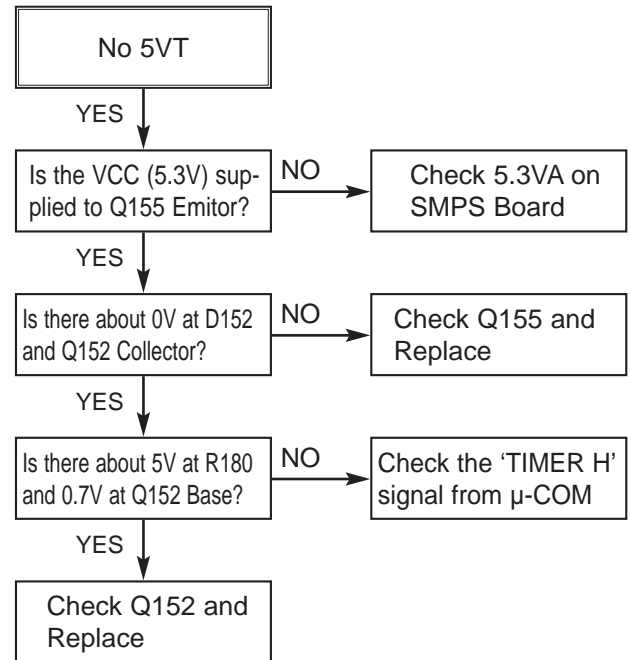 No 5VT
YES
Is the VCC (5.3V) sup-
plied to Q155 Emitor?
NO
Check 5.3VA on
SMPS Board
YES
Is there about 0V at D152
and Q152 Collector?
NO
Check Q155 and
Replace
YES
Is there about 5V at R180
and 0.7V at Q152 Base?
NO
Check the ‘TIMER H’
signal from µ-COM
YES
Check Q152 and
Replace